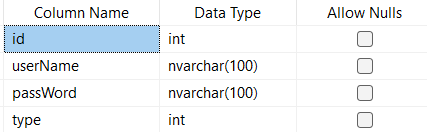 Column Name Data Type Allow Nulls
id int
userName nvarchar(100)
passWord nvarchar(100)
type int